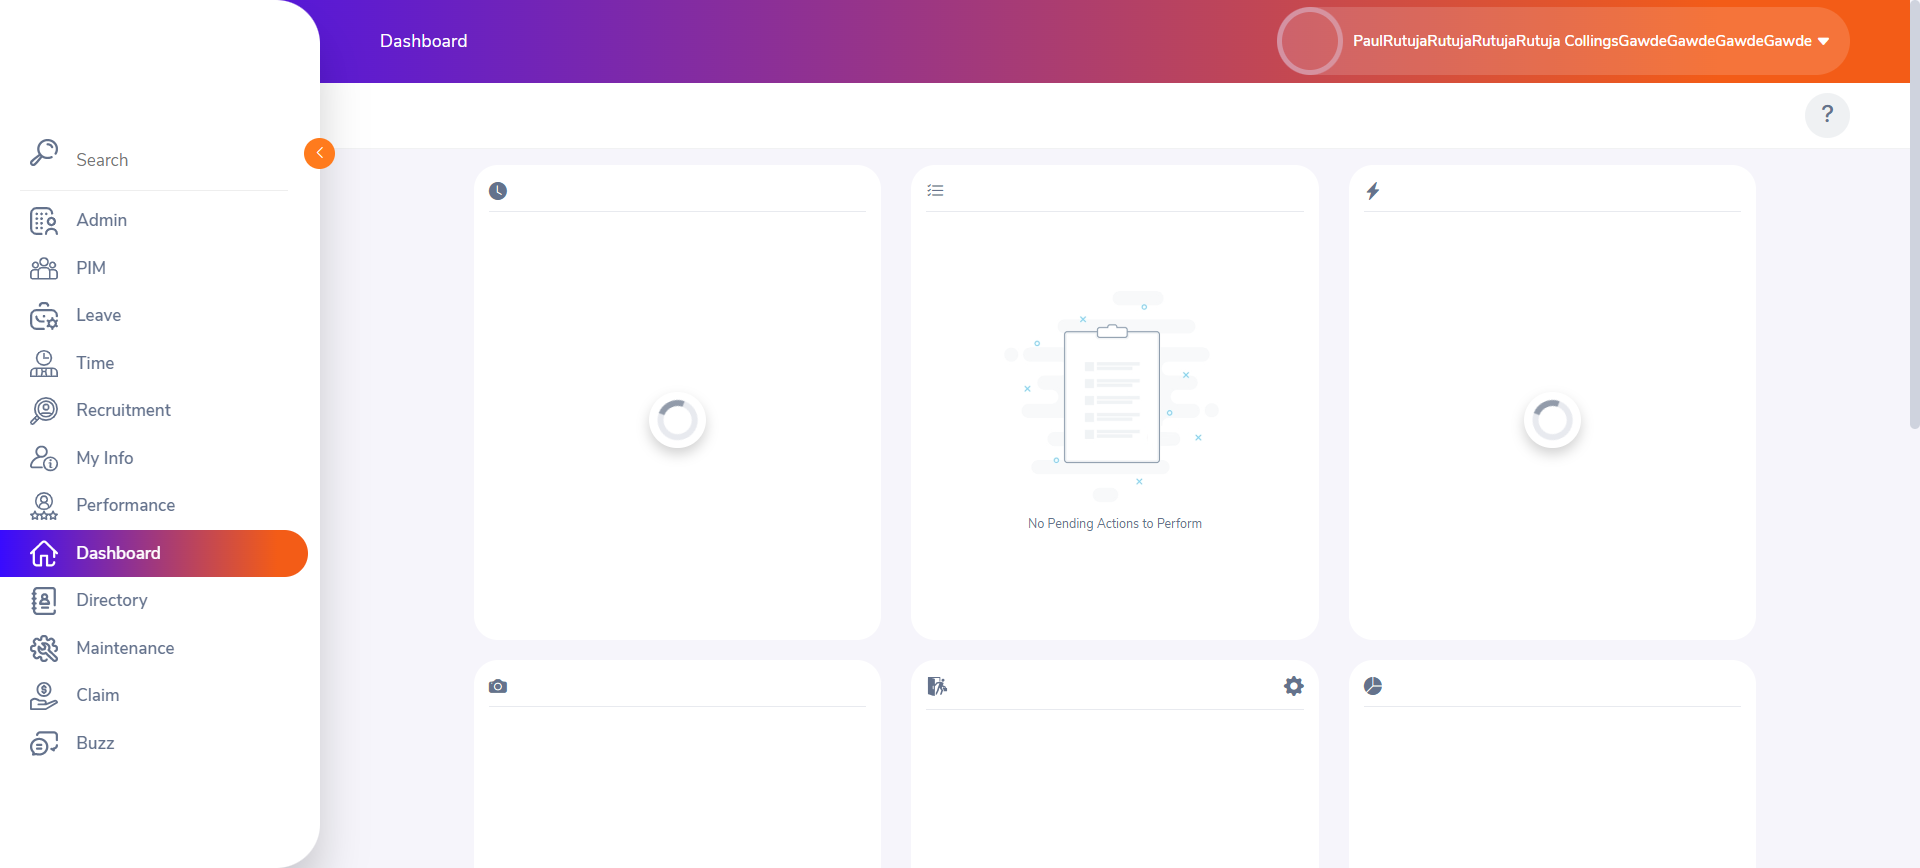 Dashboard
PaulRutujaRutujaRutujaRutuja CollingsGawdeGawdeGawdeGawde
?
Search
Admin
PIM
Leave
Time
Recruitment
My Info
Performance
Dashboard
Directory
Maintenance
Claim
Buzz
No Pending Actions to Perform